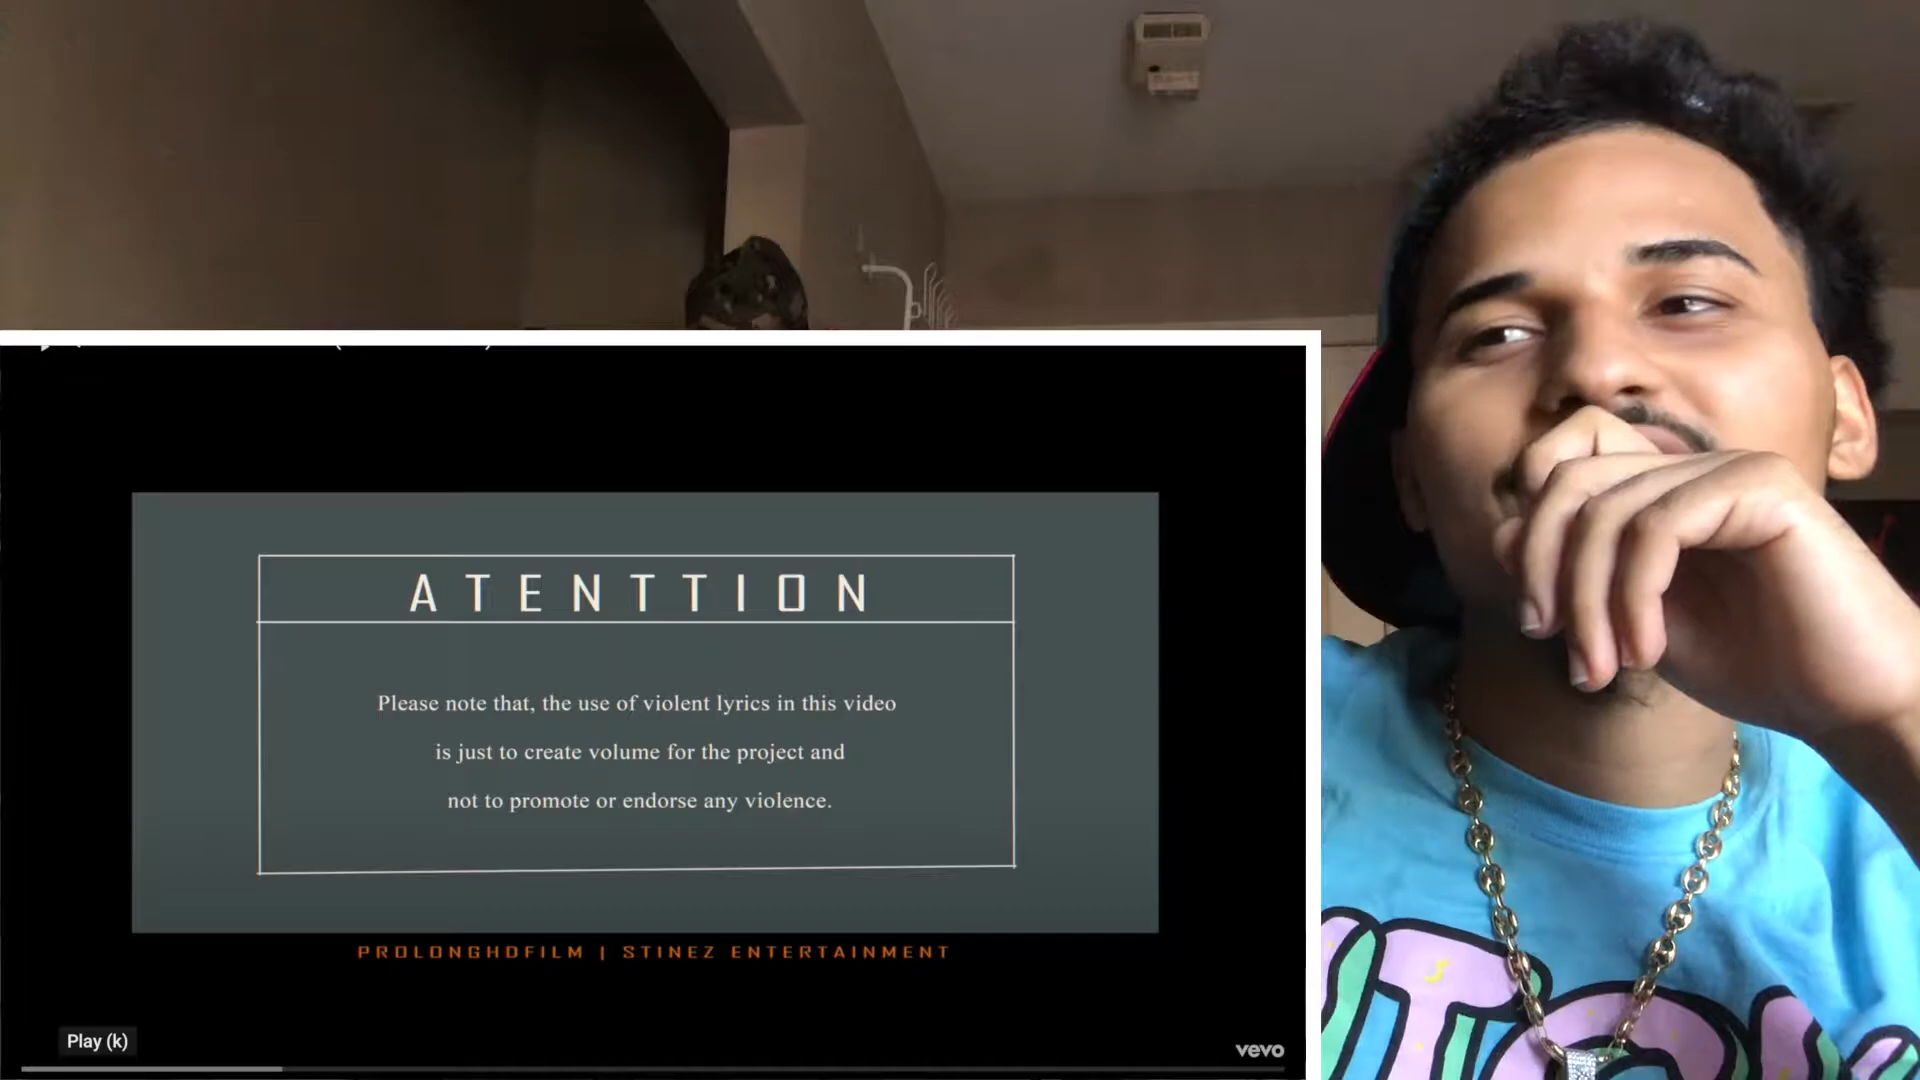 ATENTTION
Please note that, the use of violent lyrics in this video
is just to create volume for the project and
not to promote or endorse any violence.
PROLONGHDFILM | STINEZ ENTERTAINMENT
Play (k)
vevo